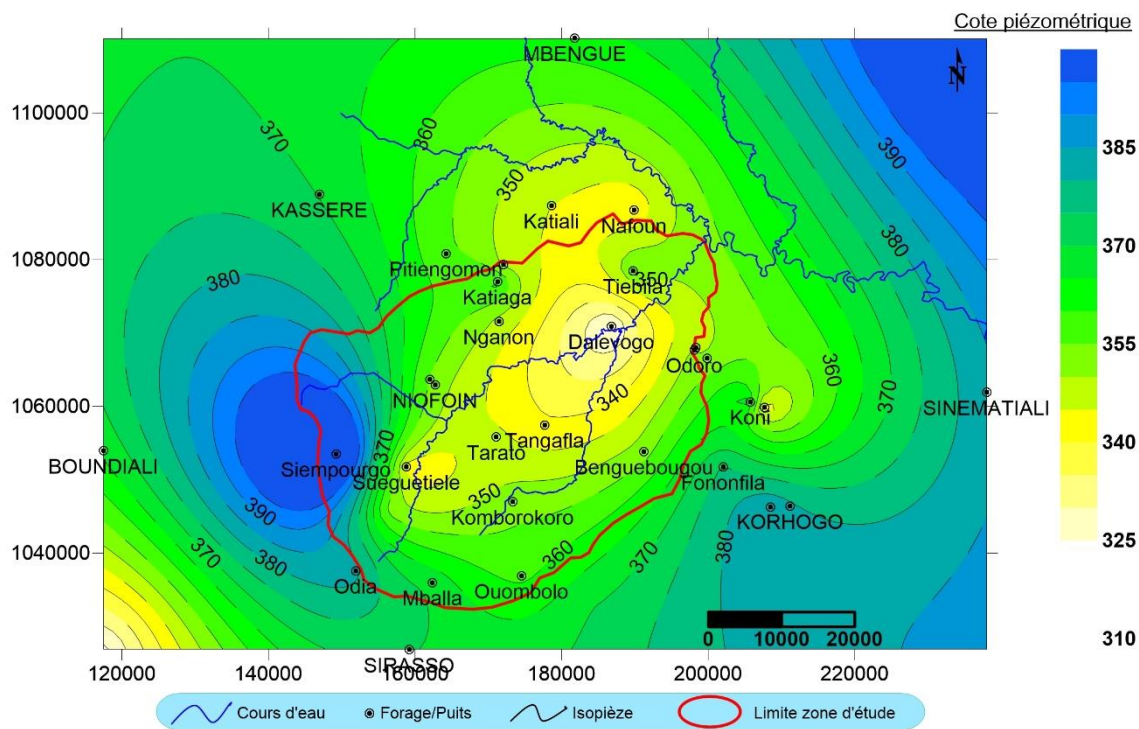 Cote piézométrique
MBENGUE
N
1100000
370
360
390
385
350
KASSERE
Katiali
Nafoun
380
370
1080000
Pitiengomon
380
350
Tieblia
Katiaga
Nganon
Dalevogo
355
Odoro
360
370
NIOFOIN
340
1060000
SINEMATIALI
Koni
370
Tangafla
Tarato
340
BOUNDIALI
Siempourgo
Sueguetiele
Benguebougou
Fononfila
350
390
Komborokoro
KORHOGO
325
1040000
370
380
360
370
380
Odia
Mballa
Ouombolo
0 10000 20000
310
SIRASSO
120000 140000 160000 180000 200000 220000
Cours d'eau Forage/Puits Isopièze Limite zone d'étude